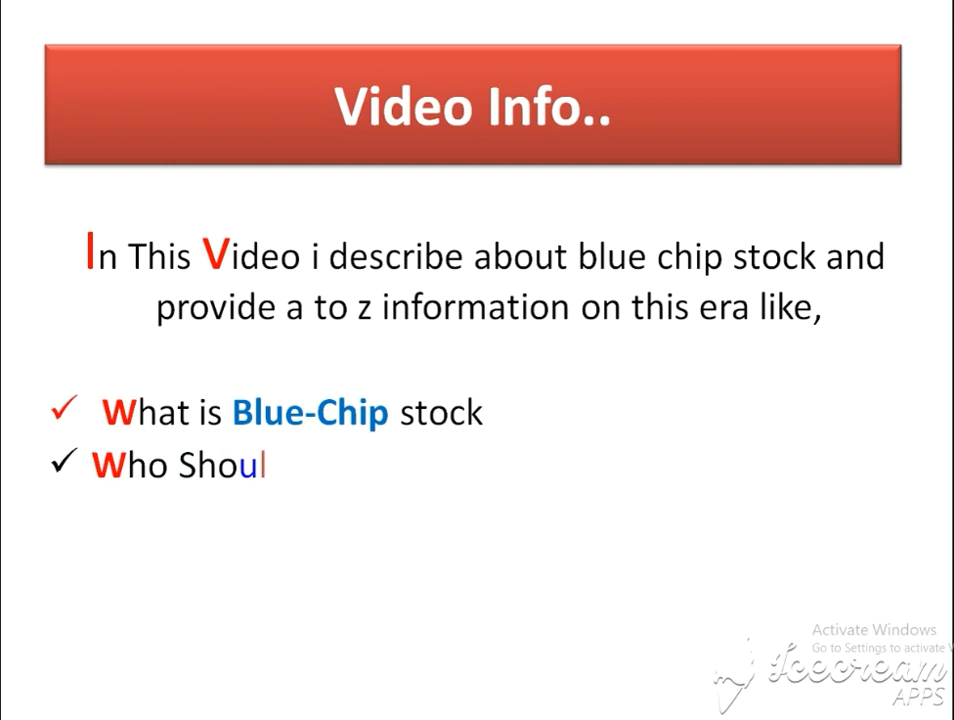 Video Info..
In This Video i describe about blue chip stock and
provide a to z information on this era like,
✓ What is Blue-Chip stock
✓ Who Shoul
Activate Windows
Go to Settings to activate W
Icecream
APPS